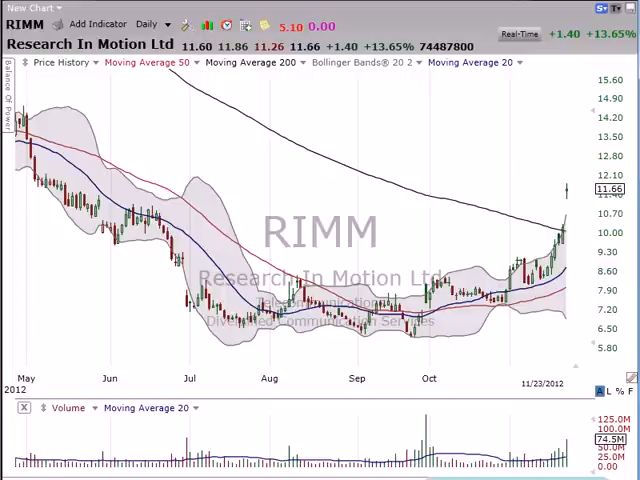 New Chart
RIMM Add Indicator Daily 5.10 0.00
Research In Motion Ltd 11.60 11.86 11.26 11.66 +1.40 +13.65% 74487800
Real-Time +1.40 +13.65%
Balance Of Power
Price History Moving Average 50 Moving Average 200 Bollinger Bands® 20 2 Moving Average 20
15.60
14.90
14.20
13.50
12.80
12.10
11.66
10.70
10.00
9.30
8.60
7.90
7.20
6.50
5.80
RIMM
Research In Motion Ltd
Telecommunications
Diversified Communication Services
May Jun Jul Aug Sep Oct 11/23/2012
2012
A L % F
X Volume Moving Average 20
125.0M
100.0M
74.5M
50.0M
25.0M
0.00